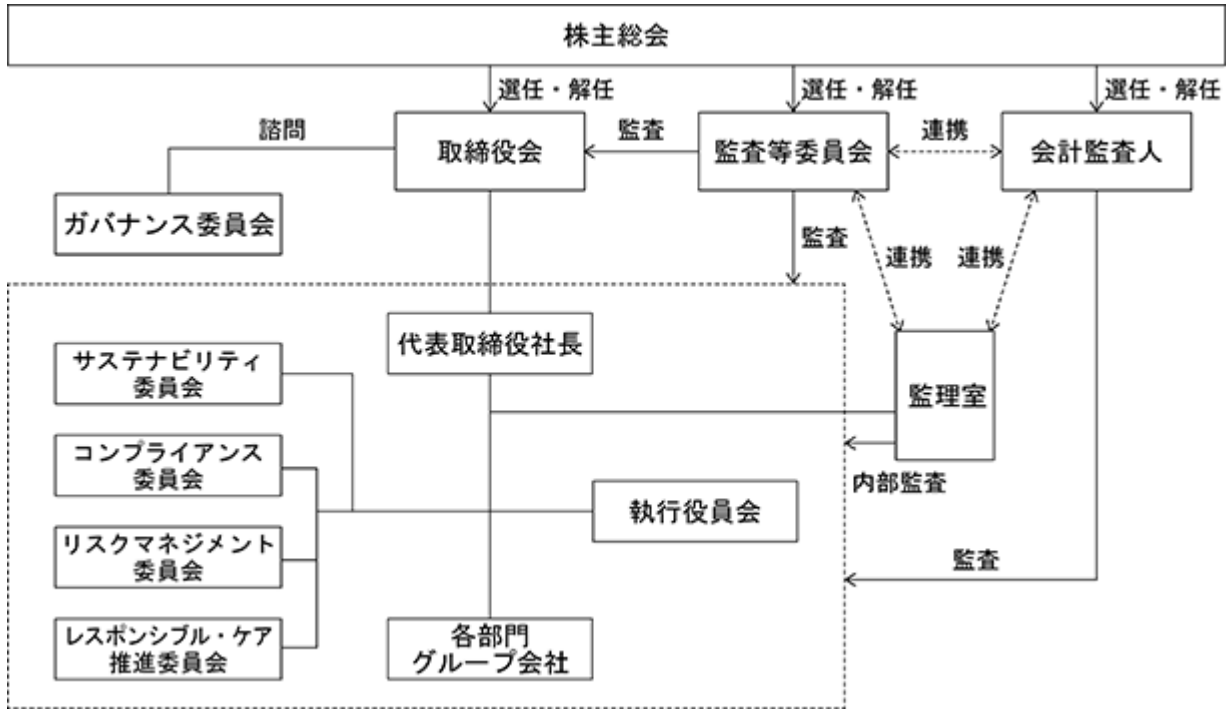 株主総会
選任・解任
選任・解任
選任・解任
諮問
取締役会
監査
監査等委員会
連携
会計監査人
ガバナンス委員会
監査
連携
連携
代表取締役社長
サステナビリティ
委員会
監理室
コンプライアンス
委員会
内部監査
執行役員会
リスクマネジメント
委員会
監査
レスポンシブル・ケア
推進委員会
各部門
グループ会社